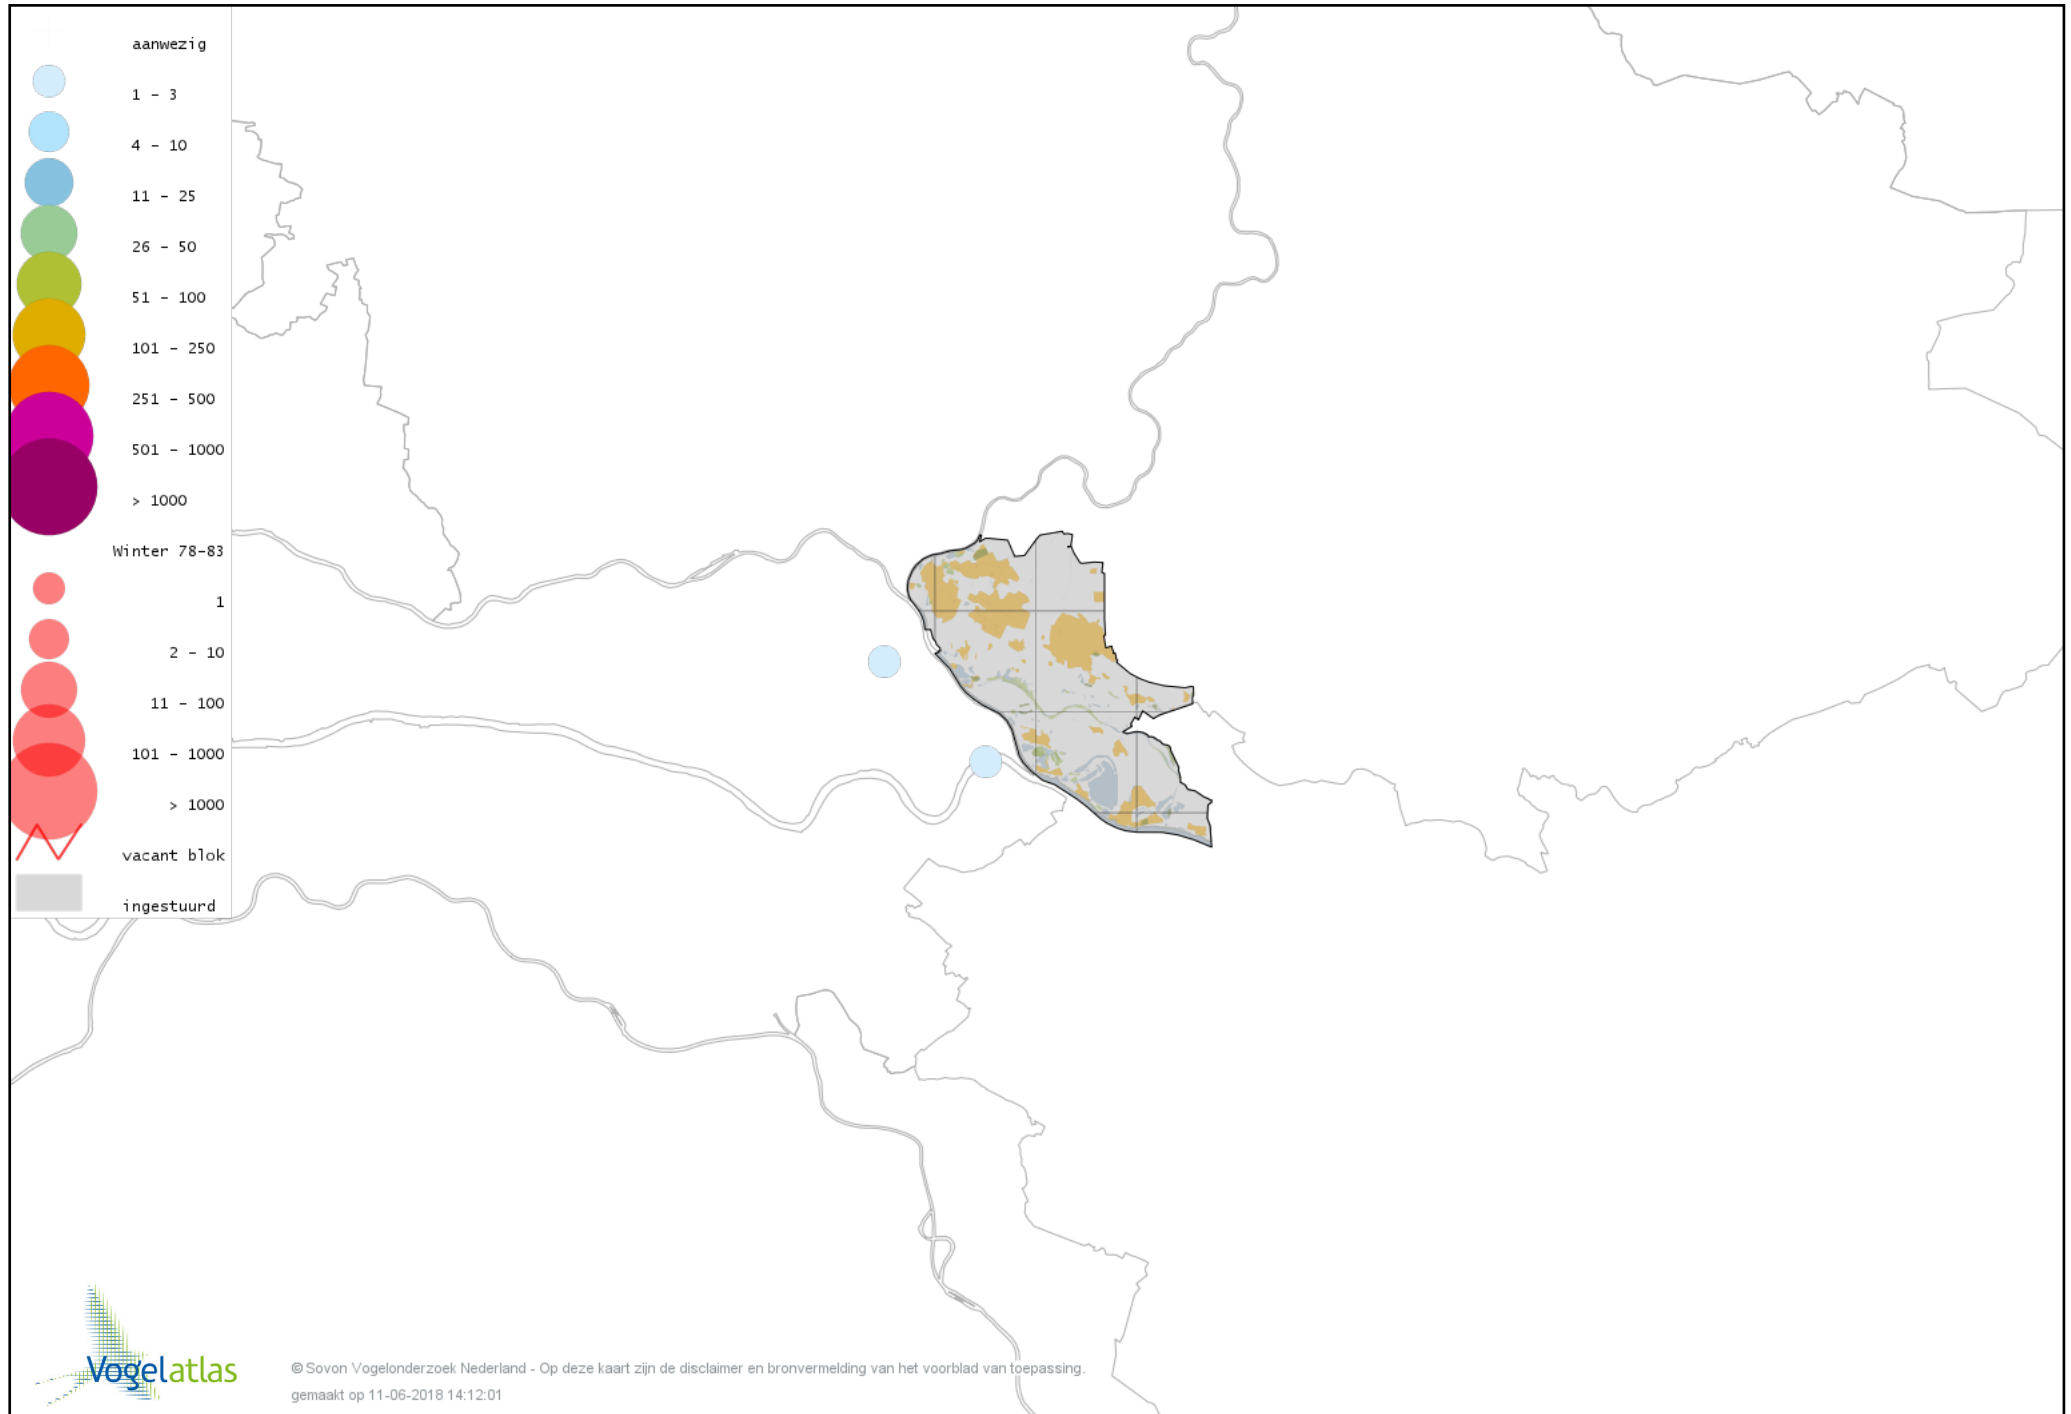 aanwezig
1 - 3
4 - 10
11 - 25
26 - 50
51 - 100
101 - 250
251 - 500
501 - 1000
> 1000
Winter 78-83
1
2 - 10
11 - 100
101 - 1000
> 1000
vacant blok
ingestuurd
Vogelatlas
© Sovon Vogelonderzoek Nederland - Op deze kaart zijn de disclaimer en bronvermelding van het voorblad van toepassing.
gemaakt op 11-06-2018 14:12:01